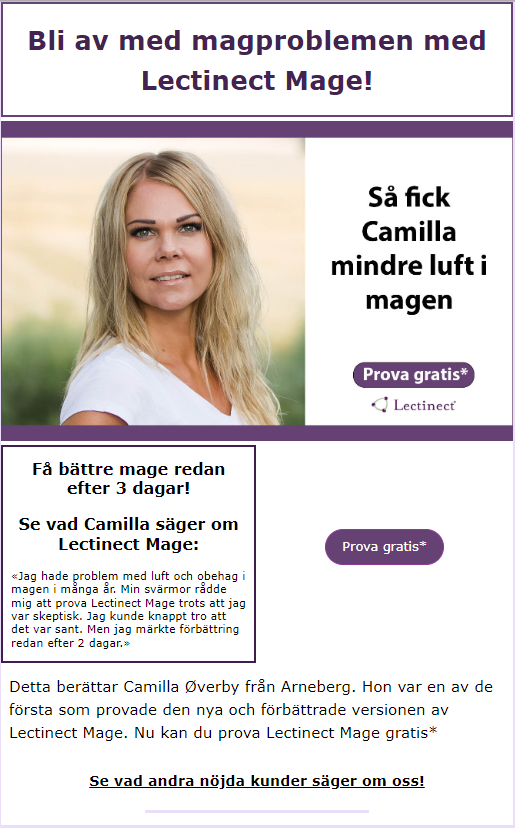 Bli av med magproblemen med
Lectinect Mage!
Så fick
Camilla
mindre luft i
magen
Prova gratis*
Lectinect
Få bättre mage redan
efter 3 dagar!
Se vad Camilla säger om
Lectinect Mage:
«Jag hade problem med luft och obehag i
magen i många år. Min svärmor rådde
mig att prova Lectinect Mage trots att jag
var skeptisk. Jag kunde knappt tro att
det var sant. Men jag märkte förbättring
redan efter 2 dagar.»
Prova gratis*
Detta berättar Camilla Øverby från Arneberg. Hon var en av de
första som provade den nya och förbättrade versionen av
Lectinect Mage. Nu kan du prova Lectinect Mage gratis*
Se vad andra nöjda kunder säger om oss!